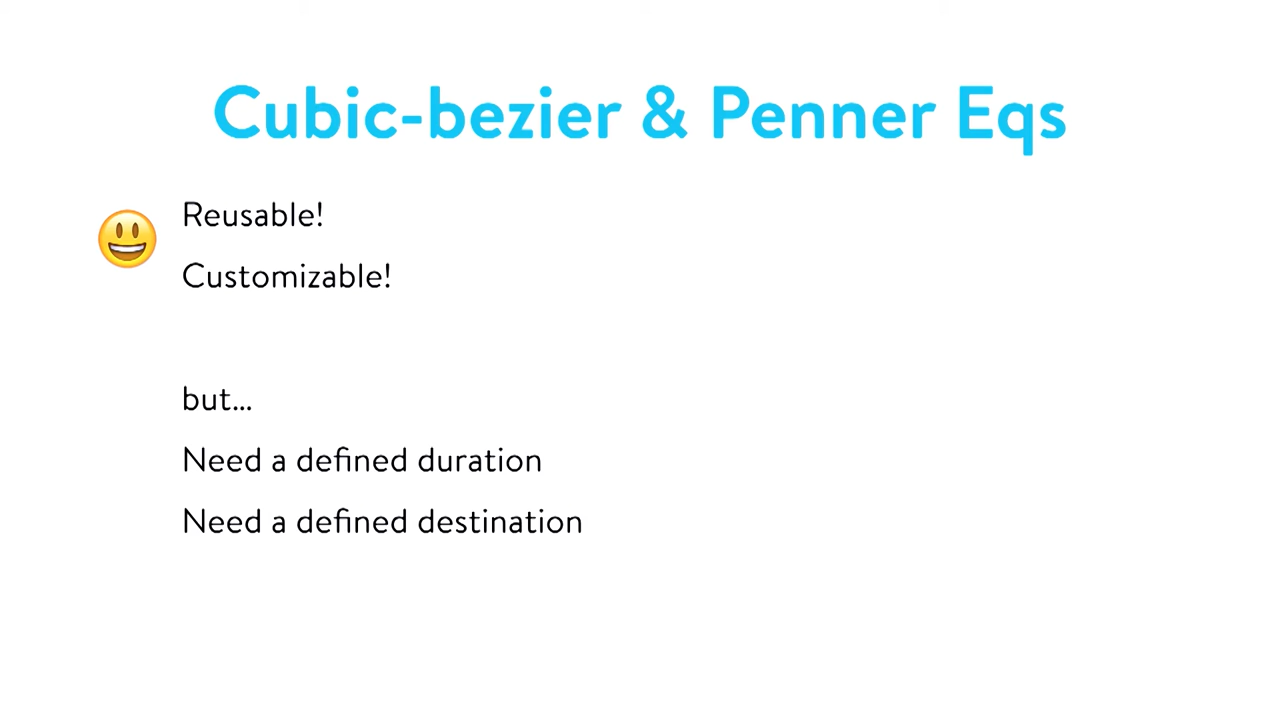 Cubic-bezier & Penner Eqs
Reusable!
Customizable!
but...
Need a defined duration
Need a defined destination